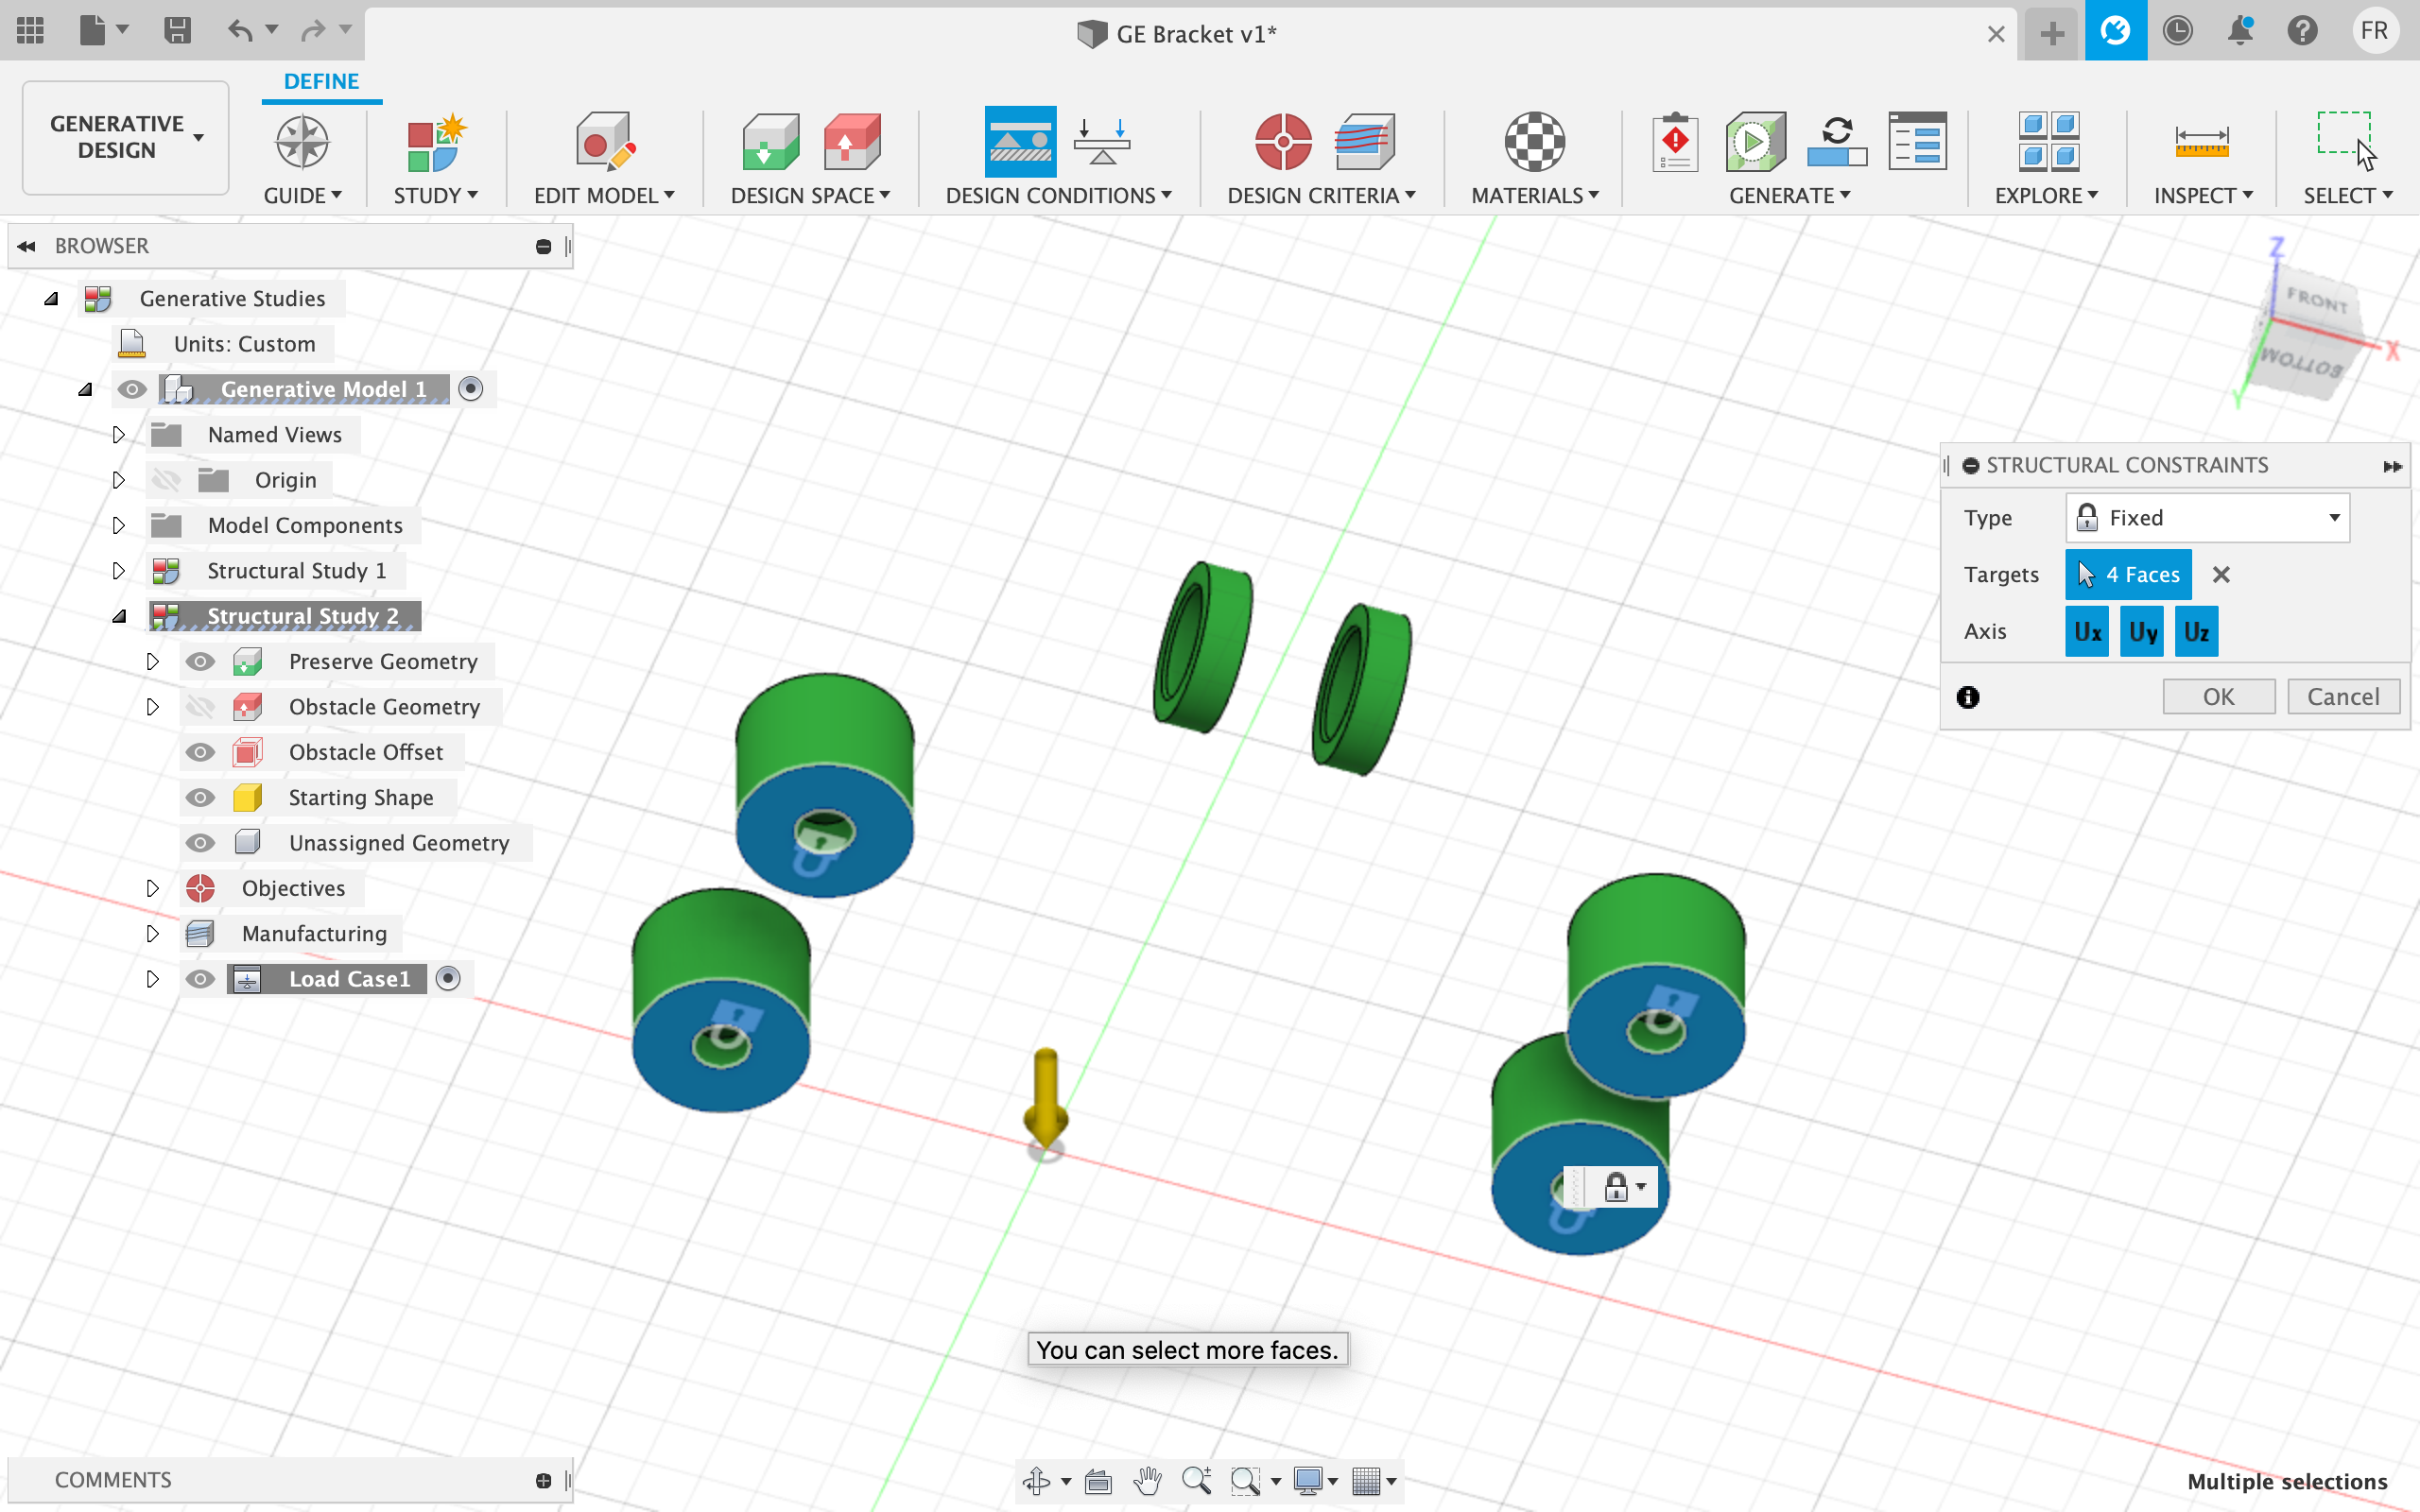 GE Bracket v1*
FR
DEFINE
GENERATIVE
DESIGN
GUIDE
STUDY
EDIT MODEL
DESIGN SPACE
DESIGN CONDITIONS
DESIGN CRITERIA
MATERIALS
GENERATE
EXPLORE
INSPECT
SELECT
BROWSER
Generative Studies
Units: Custom
Generative Model 1
Named Views
Origin
Model Components
Structural Study 1
Structural Study 2
Preserve Geometry
Obstacle Geometry
Obstacle Offset
Starting Shape
Unassigned Geometry
Objectives
Manufacturing
Load Case1
Z
FRONT
X
BOTTOM
Y
STRUCTURAL CONSTRAINTS
Type
Fixed
Targets
4 Faces
Axis
Ux Uy Uz
OK
Cancel
You can select more faces.
COMMENTS
Multiple selections